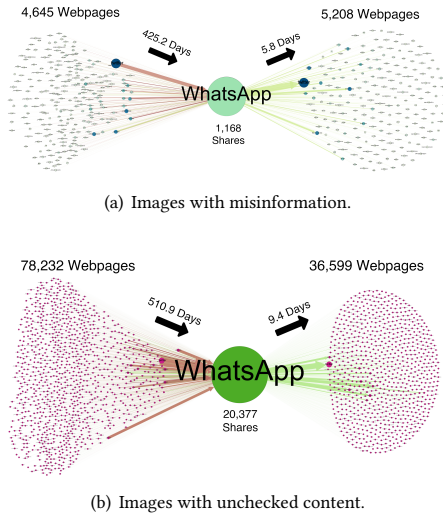 4,645 Webpages
5,208 Webpages
425.2 Days
5.8 Days
WhatsApp
1,168
Shares
(a) Images with misinformation.
78,232 Webpages
36,599 Webpages
510.9 Days
9.4 Days
WhatsApp
20,377
Shares
(b) Images with unchecked content.